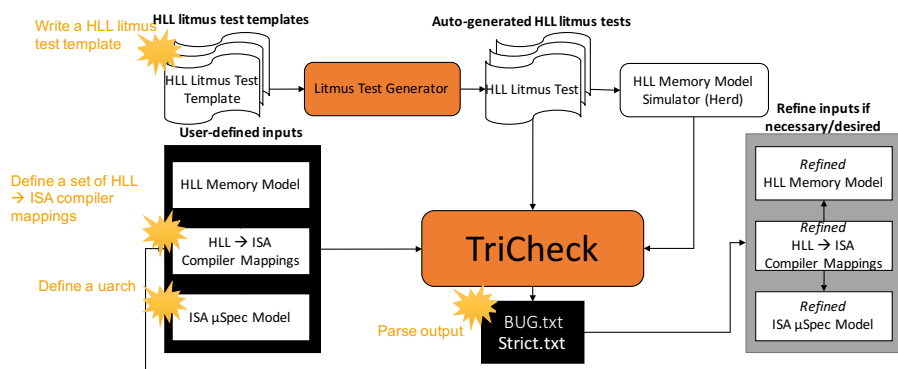 Write a HLL litmus
test template
HLL litmus test templates
HLL Litmus Test
Template
Litmus Test Generator
Auto-generated HLL litmus tests
HLL Litmus Test
HLL Memory Model
Simulator (Herd)
Refine inputs if
necessary/desired
User-defined inputs
Define a set of HLL
→ ISA compiler
mappings
HLL Memory Model
HLL → ISA
Compiler Mappings
Define a uarch
ISA µSpec Model
TriCheck
Parse output
BUG.txt
Strict.txt
Refined
HLL Memory Model
Refined
HLL → ISA
Compiler Mappings
Refined
ISA µSpec Model